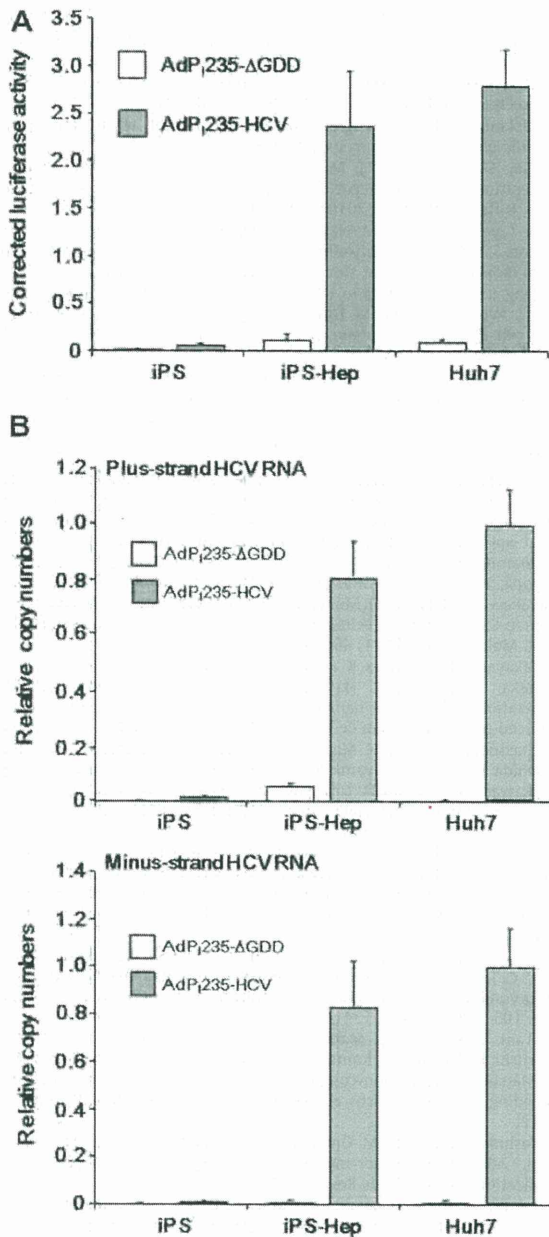 A
Corrected luciferase activity
3.5
3.0
2.5
2.0
1.5
1.0
0.5
0
AdPI235-ΔGDD
AdPI235-HCV
iPS iPS-Hep Huh7
B
Plus-strand HCV RNA
Relative copy numbers
1.2
1.0
0.8
0.6
0.4
0.2
0
AdPI235-ΔGDD
AdPI235-HCV
iPS iPS-Hep Huh7
Minus-strand HCV RNA
Relative copy numbers
1.4
1.2
1.0
0.8
0.6
0.4
0.2
0
AdPI235-ΔGDD
AdPI235-HCV
iPS iPS-Hep Huh7